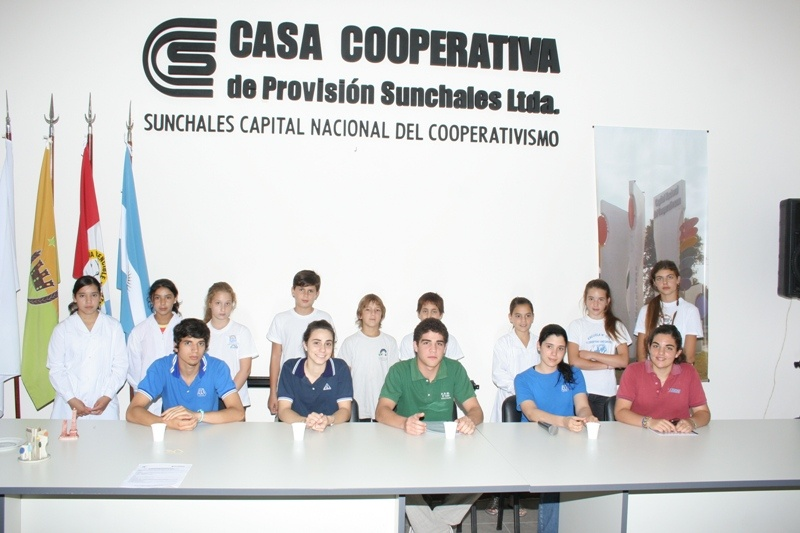 CASA COOPERATIVA
de Provisión Sunchales Ltda.
SUNCHALES CAPITAL NACIONAL DEL COOPERATIVISMO